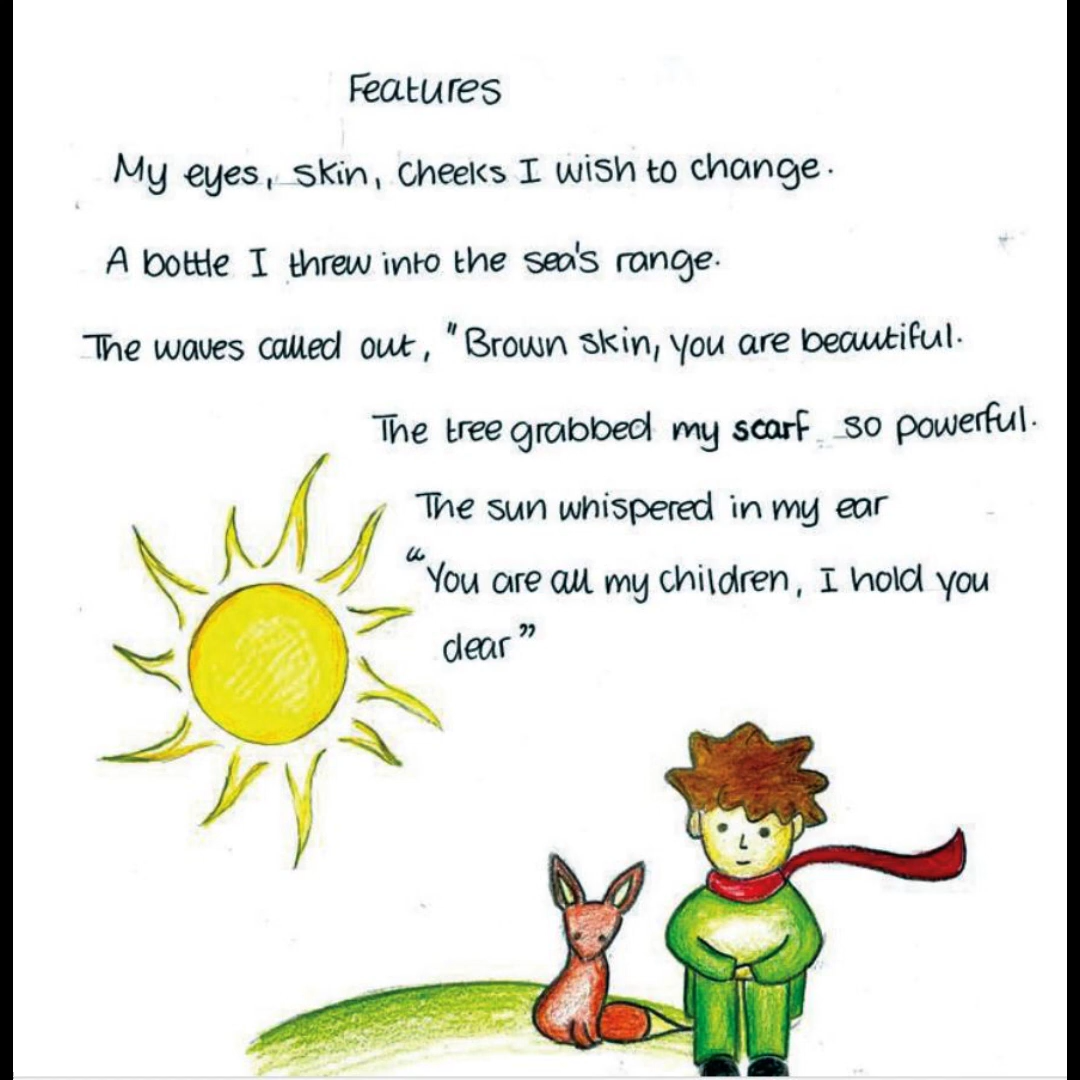 Features
My eyes, skin, cheeks I wish to change.
A bottle I threw into the sea's range.
The waves called out, "Brown skin, you are beautiful.
The tree grabbed my scarf so powerful.
The sun whispered in my ear
“You are all my children, I hold you
dear”